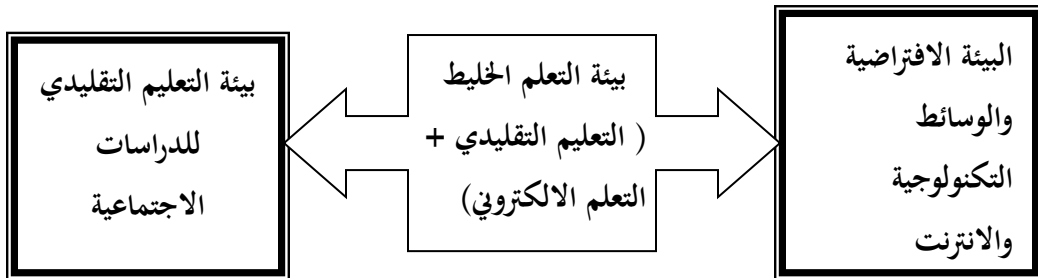 البيئة الافتراضية
والوسائط
التكنولوجية
والانترنت
بيئة التعلم الخليط
( التعليم التقليدي +
التعلم الالكتروني)
بيئة التعليم التقليدي
للدراسات
الاجتماعية